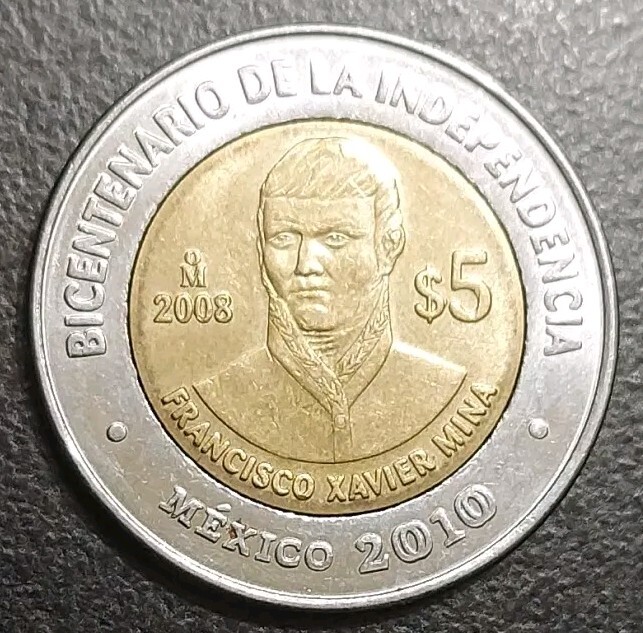 BICENTENARIO DE LA INDEPENDENCIA
M̊
2008
$5
FRANCISCO XAVIER MINA
MÉXICO 2010